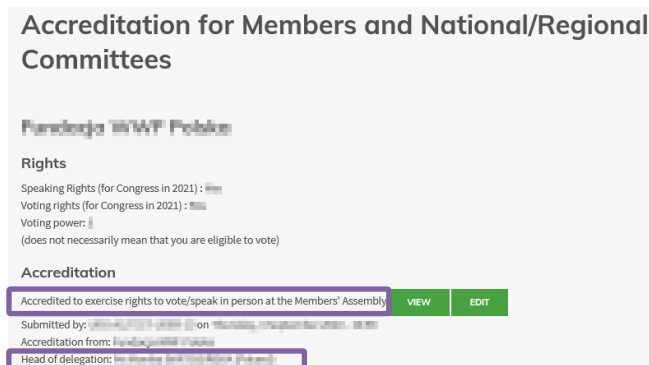 Accreditation for Members and National/Regional
Committees
Rights
Speaking Rights (for Congress in 2021) :
Voting rights (for Congress in 2021) :
Voting power:
(does not necessarily mean that you are eligible to vote)
Accreditation
Accredited to exercise rights to vote/speak in person at the Members' Assembly VIEW EDIT
Submitted by: on
Accreditation from:
Head of delegation: